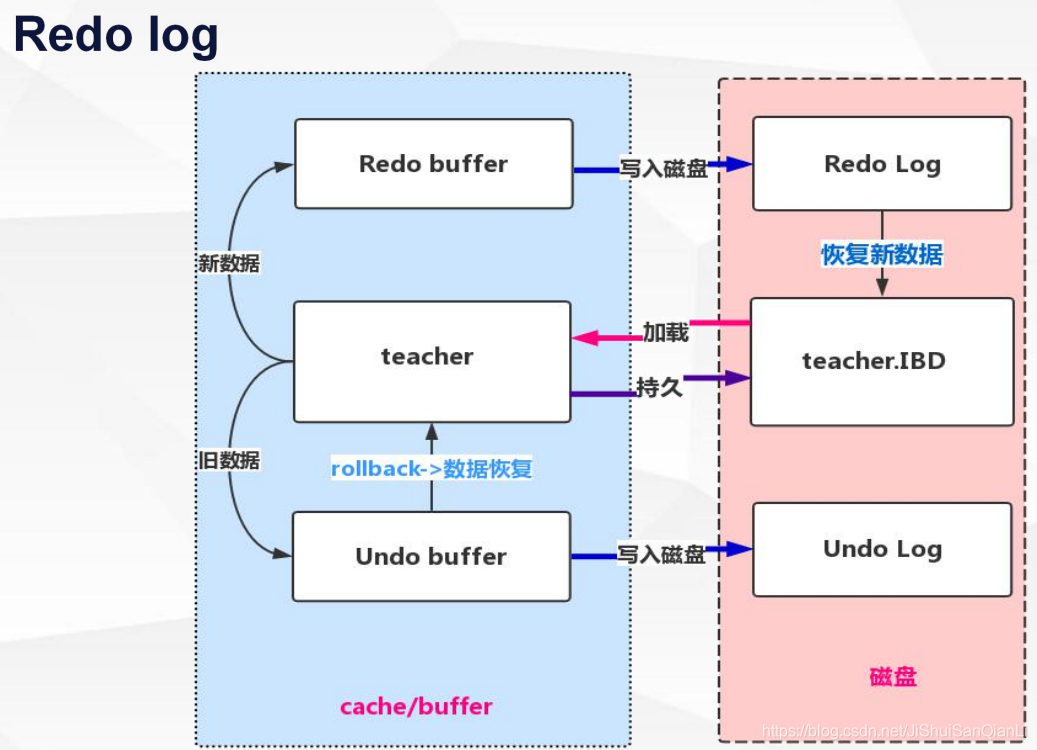 Redo log
Redo buffer
写入磁盘
Redo Log
新数据
恢复新数据
teacher
加载
持久
teacher.IBD
旧数据
rollback->数据恢复
Undo buffer
写入磁盘
Undo Log
cache/buffer
磁盘
https://blog.csdn.net/JiShuiSanQianLi